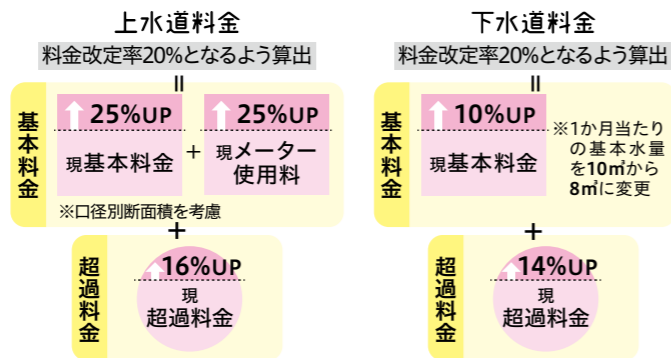 上水道料金
料金改定率20%となるよう算出
=
基本料金
25%UP
現基本料金
+
25%UP
現メーター
使用料
※口径別断面積を考慮
+
超過料金
16%UP
現
超過料金
下水道料金
料金改定率20%となるよう算出
=
基本料金
10%UP
現基本料金
※1か月当たり
の基本水量
を10㎥から
8㎥に変更
+
超過料金
14%UP
現
超過料金